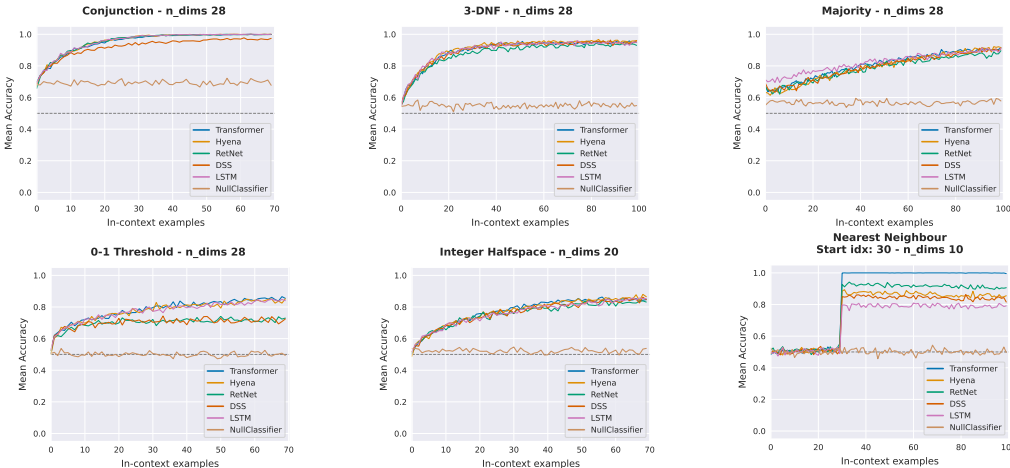 Conjunction - n_dims 28
Mean Accuracy
1.0
0.8
0.6
0.4
0.2
0.0
Transformer
Hyena
RetNet
DSS
LSTM
NullClassifier
0 10 20 30 40 50 60 70
In-context examples
3-DNF - n_dims 28
Mean Accuracy
1.0
0.8
0.6
0.4
0.2
0.0
Transformer
Hyena
RetNet
DSS
LSTM
NullClassifier
0 20 40 60 80 100
In-context examples
Majority - n_dims 28
Mean Accuracy
1.0
0.8
0.6
0.4
0.2
0.0
Transformer
Hyena
RetNet
DSS
LSTM
NullClassifier
0 20 40 60 80 100
In-context examples
0-1 Threshold - n_dims 28
Mean Accuracy
1.0
0.8
0.6
0.4
0.2
0.0
Transformer
Hyena
RetNet
DSS
LSTM
NullClassifier
0 10 20 30 40 50 60 70
In-context examples
Integer Halfspace - n_dims 20
Mean Accuracy
1.0
0.8
0.6
0.4
0.2
0.0
Transformer
Hyena
RetNet
DSS
LSTM
NullClassifier
0 10 20 30 40 50 60 70
In-context examples
Nearest Neighbour
Start idx: 30 - n_dims 10
Mean Accuracy
1.0
0.8
0.6
0.4
0.2
0.0
Transformer
Hyena
RetNet
DSS
LSTM
NullClassifier
0 20 40 60 80
In-context examples